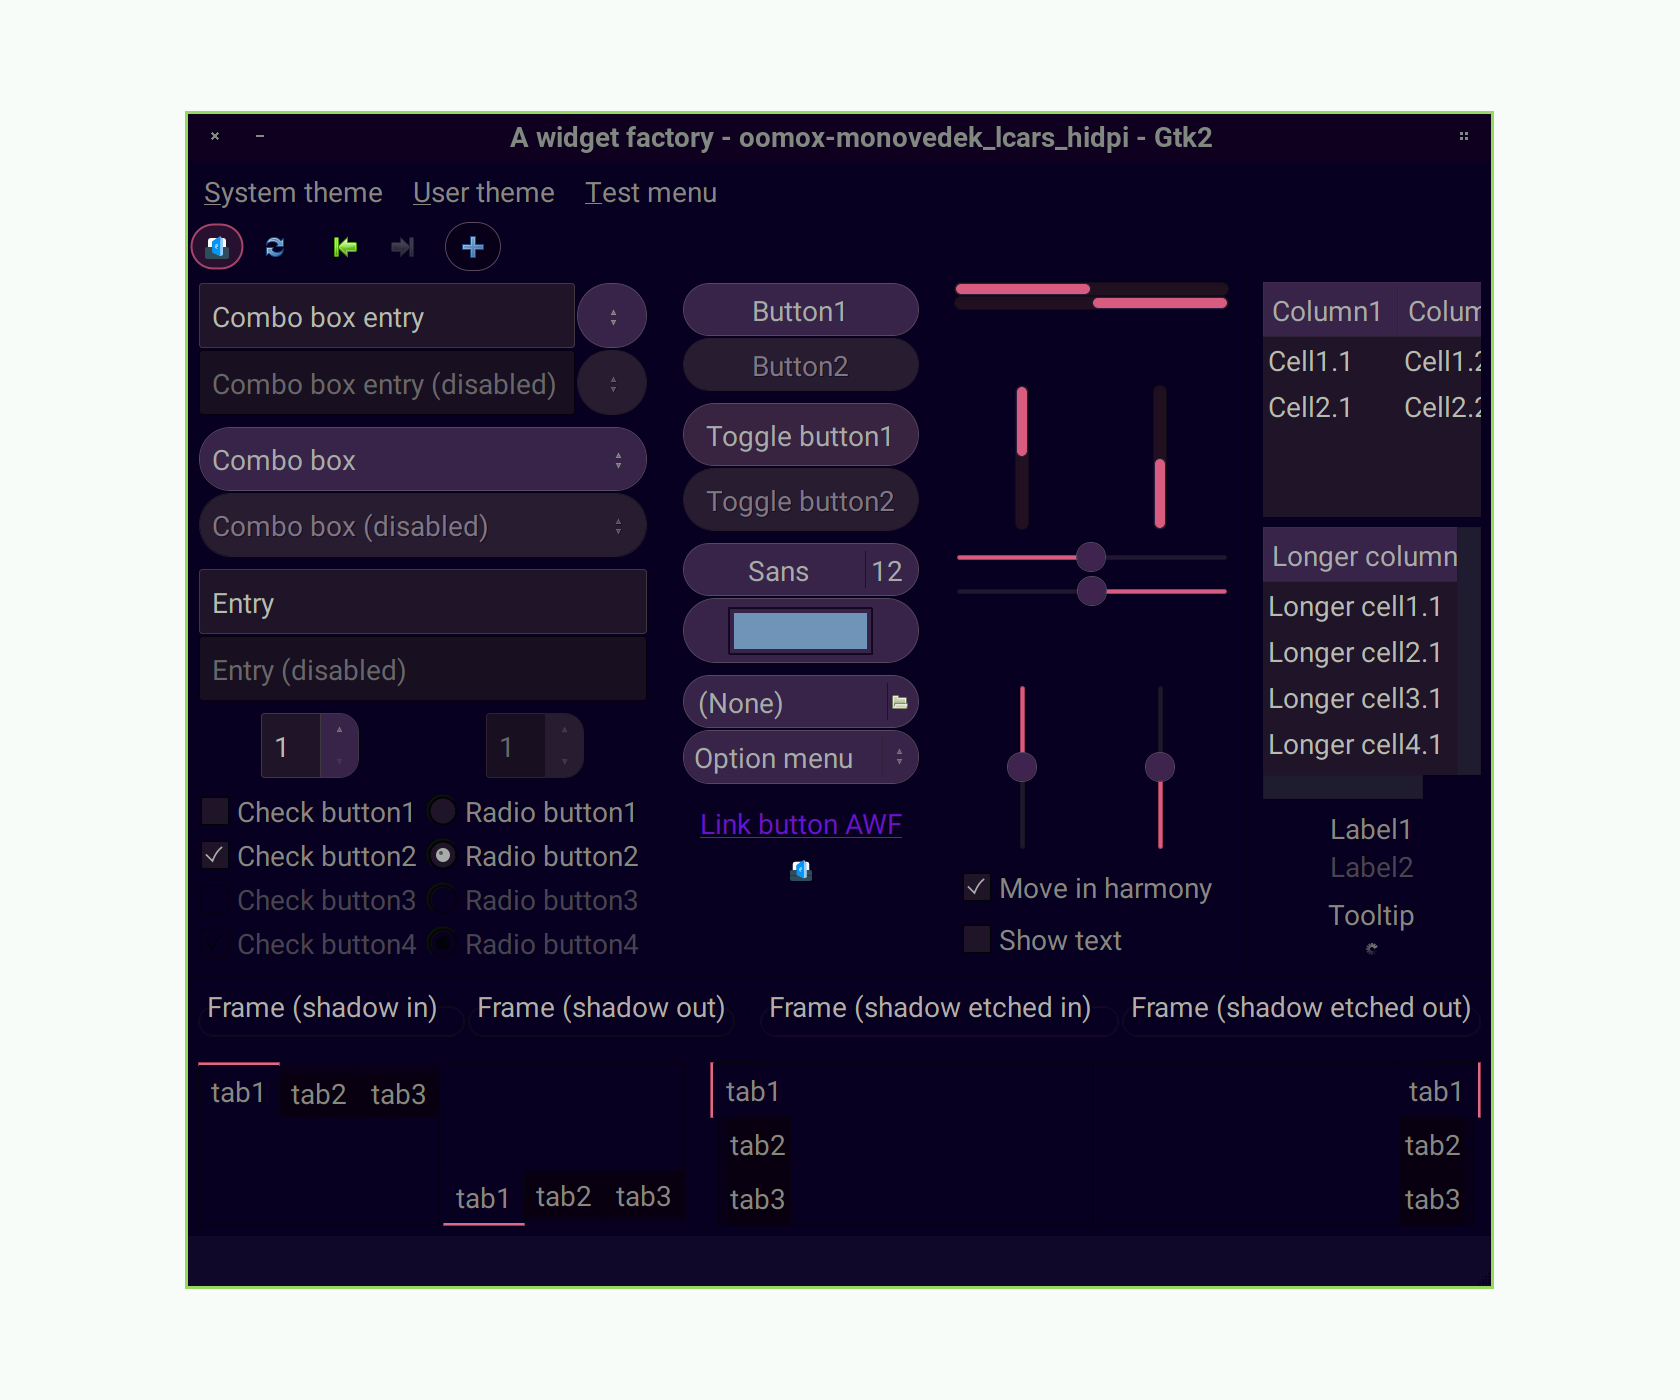 A widget factory - oomox-monovedek_lcars_hidpi - Gtk2
System theme User theme Test menu
Combo box entry
Combo box entry (disabled)
Combo box
Combo box (disabled)
Entry
Entry (disabled)
1 1
Check button1 Radio button1
Check button2 Radio button2
Check button3 Radio button3
Check button4 Radio button4
Button1
Button2
Toggle button1
Toggle button2
Sans 12
(None)
Option menu
Link button AWF
Move in harmony
Show text
Column1 Colum
Cell1.1 Cell1.2
Cell2.1 Cell2.2
Longer column
Longer cell1.1
Longer cell2.1
Longer cell3.1
Longer cell4.1
Label1
Label2
Tooltip
Frame (shadow in) Frame (shadow out) Frame (shadow etched in) Frame (shadow etched out)
tab1 tab2 tab3
tab1 tab2 tab3
tab1
tab2
tab3
tab1
tab2
tab3